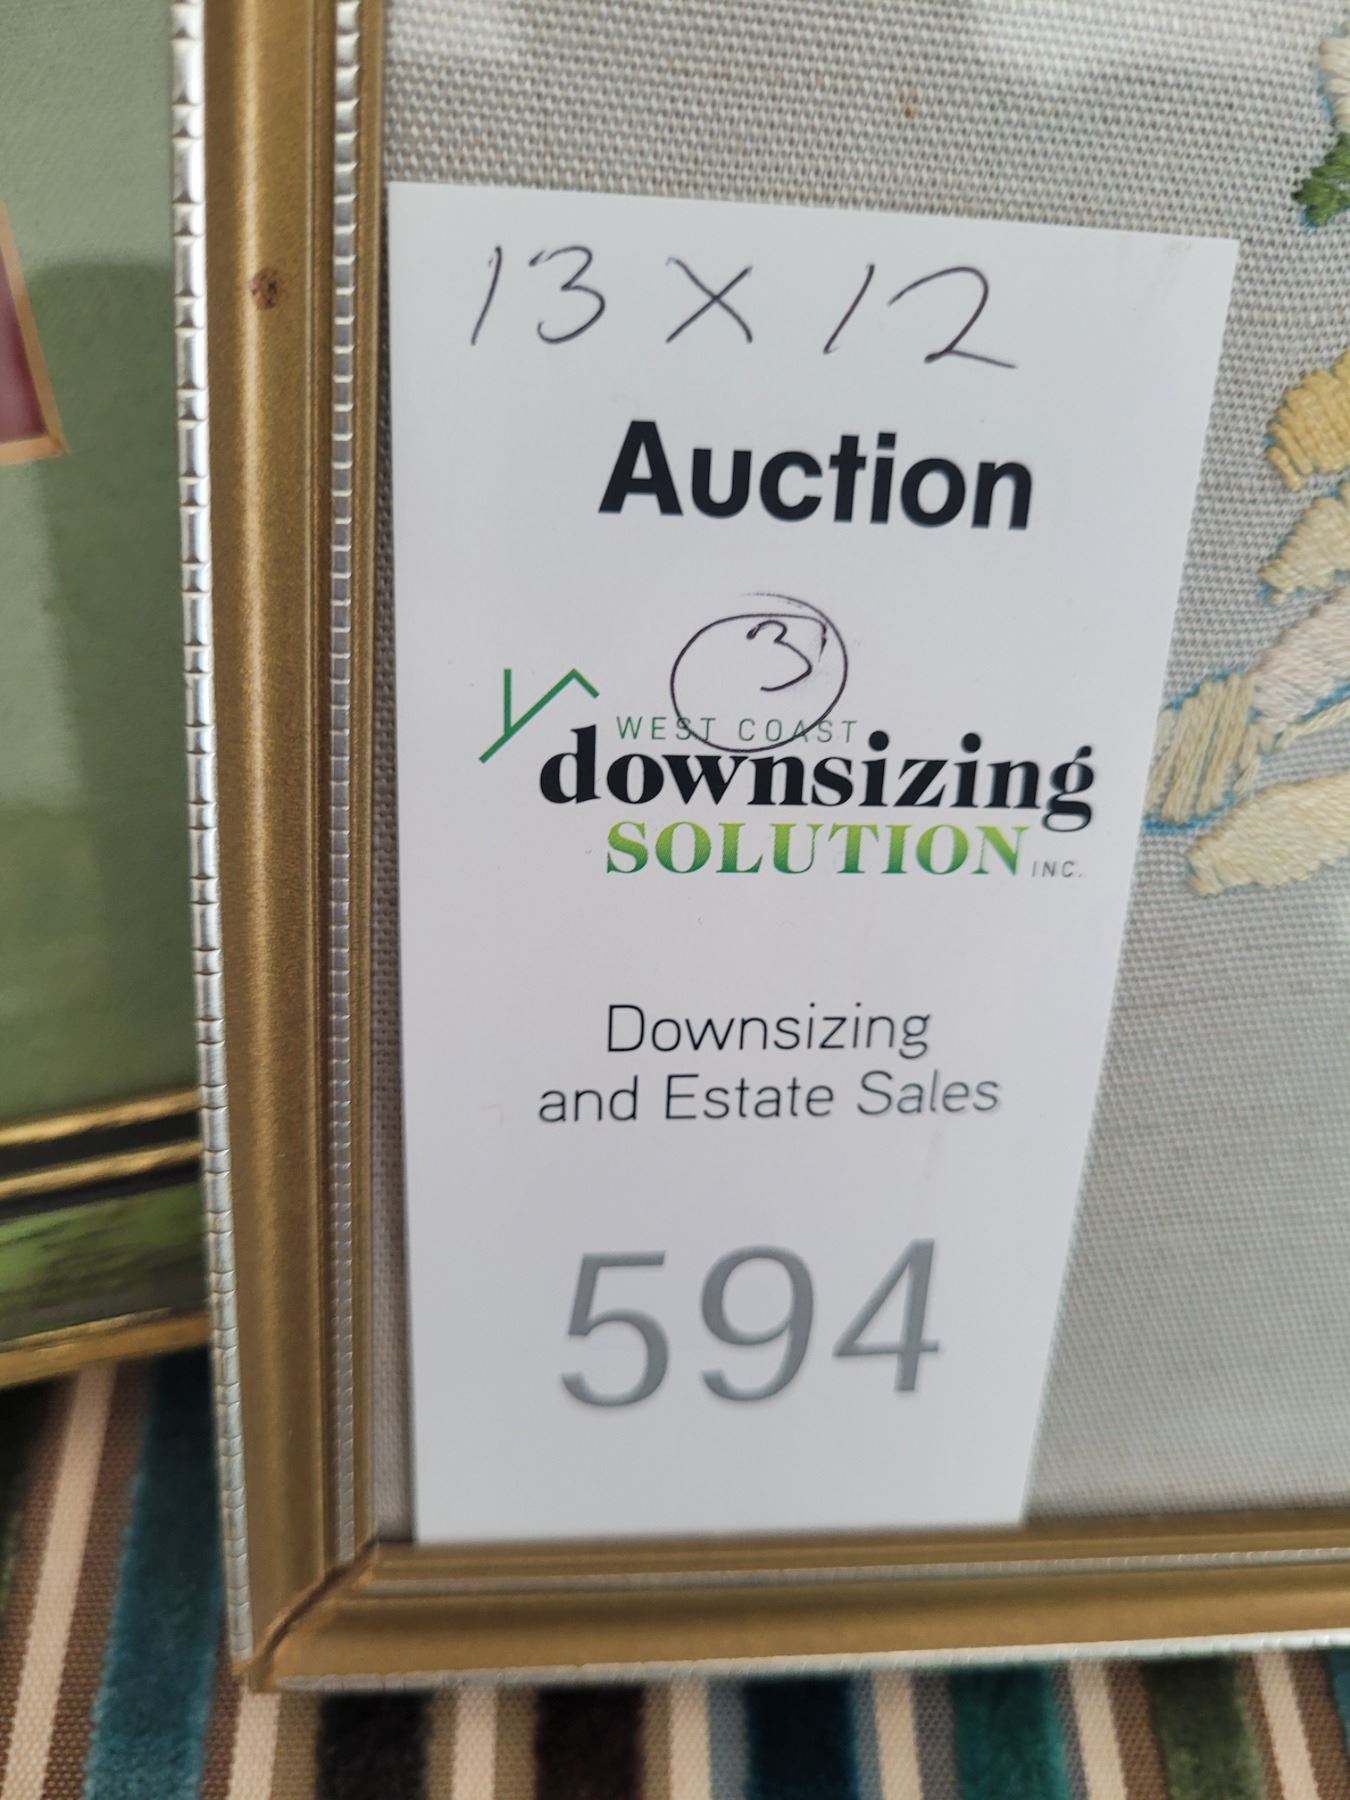 13 x 12
Auction
3
WEST COAST
downsizing
SOLUTION INC.
Downsizing
and Estate Sales
594